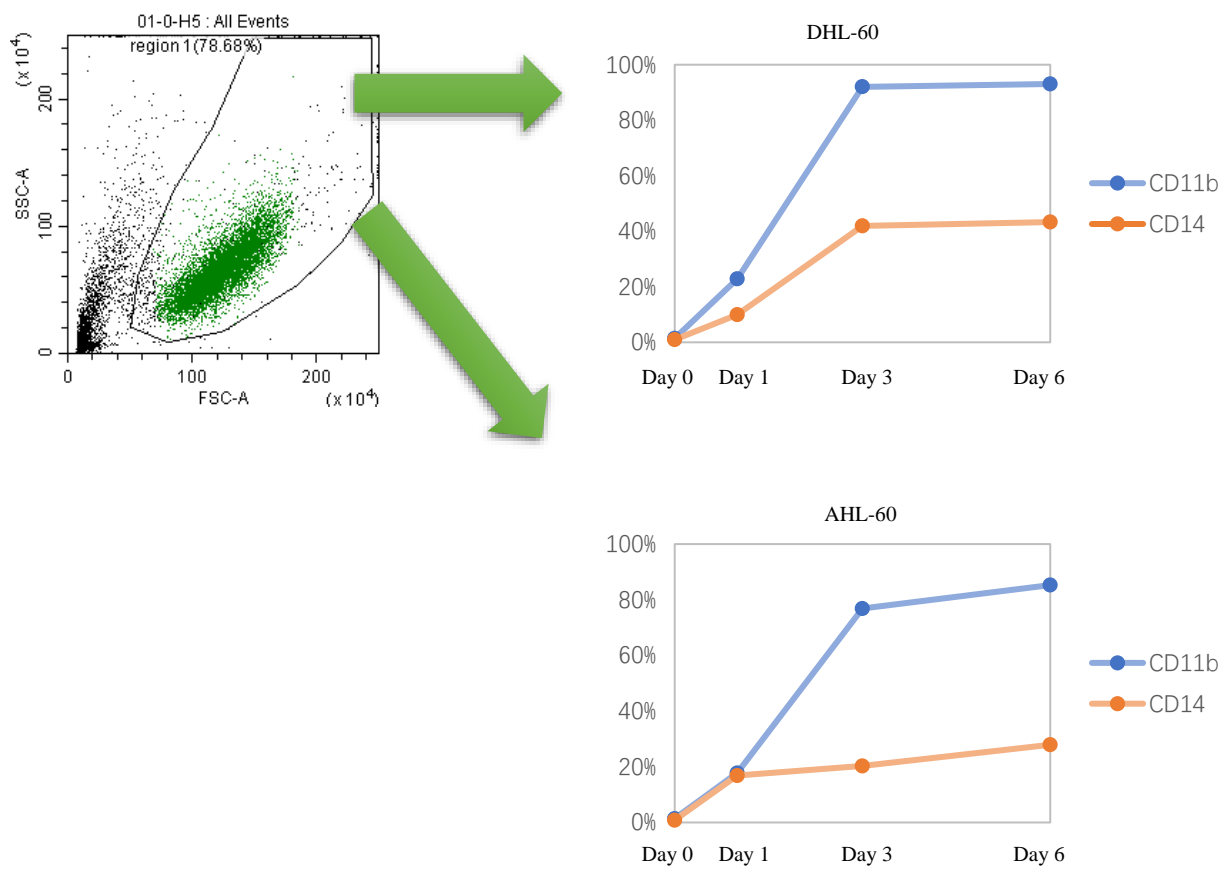 01-0-H5 : All Events
region 1(78.68%)
(x 10⁴)
200
100
0
SSC-A
0 100 200
FSC-A (x 10⁴)
DHL-60
100%
80%
60%
40%
20%
0%
Day 0 Day 1 Day 3 Day 6
CD11b
CD14
AHL-60
100%
80%
60%
40%
20%
0%
Day 0 Day 1 Day 3 Day 6
CD11b
CD14